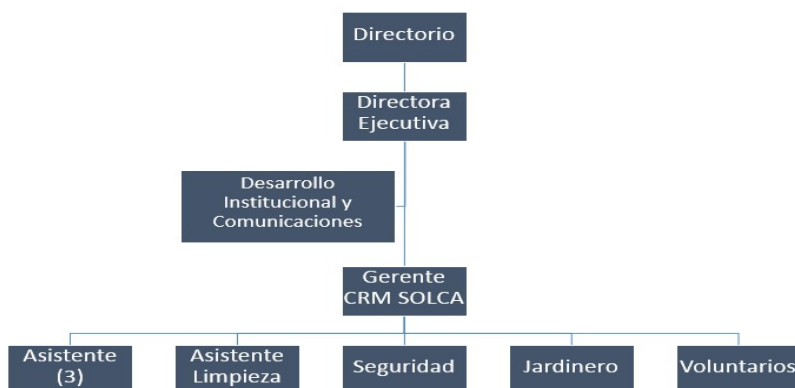 Directorio
Directora
Ejecutiva
Desarrollo
Institucional y
Comunicaciones
Gerente
CRM SOLCA
Asistente
(3)
Asistente
Limpieza
Seguridad
Jardinero
Voluntarios